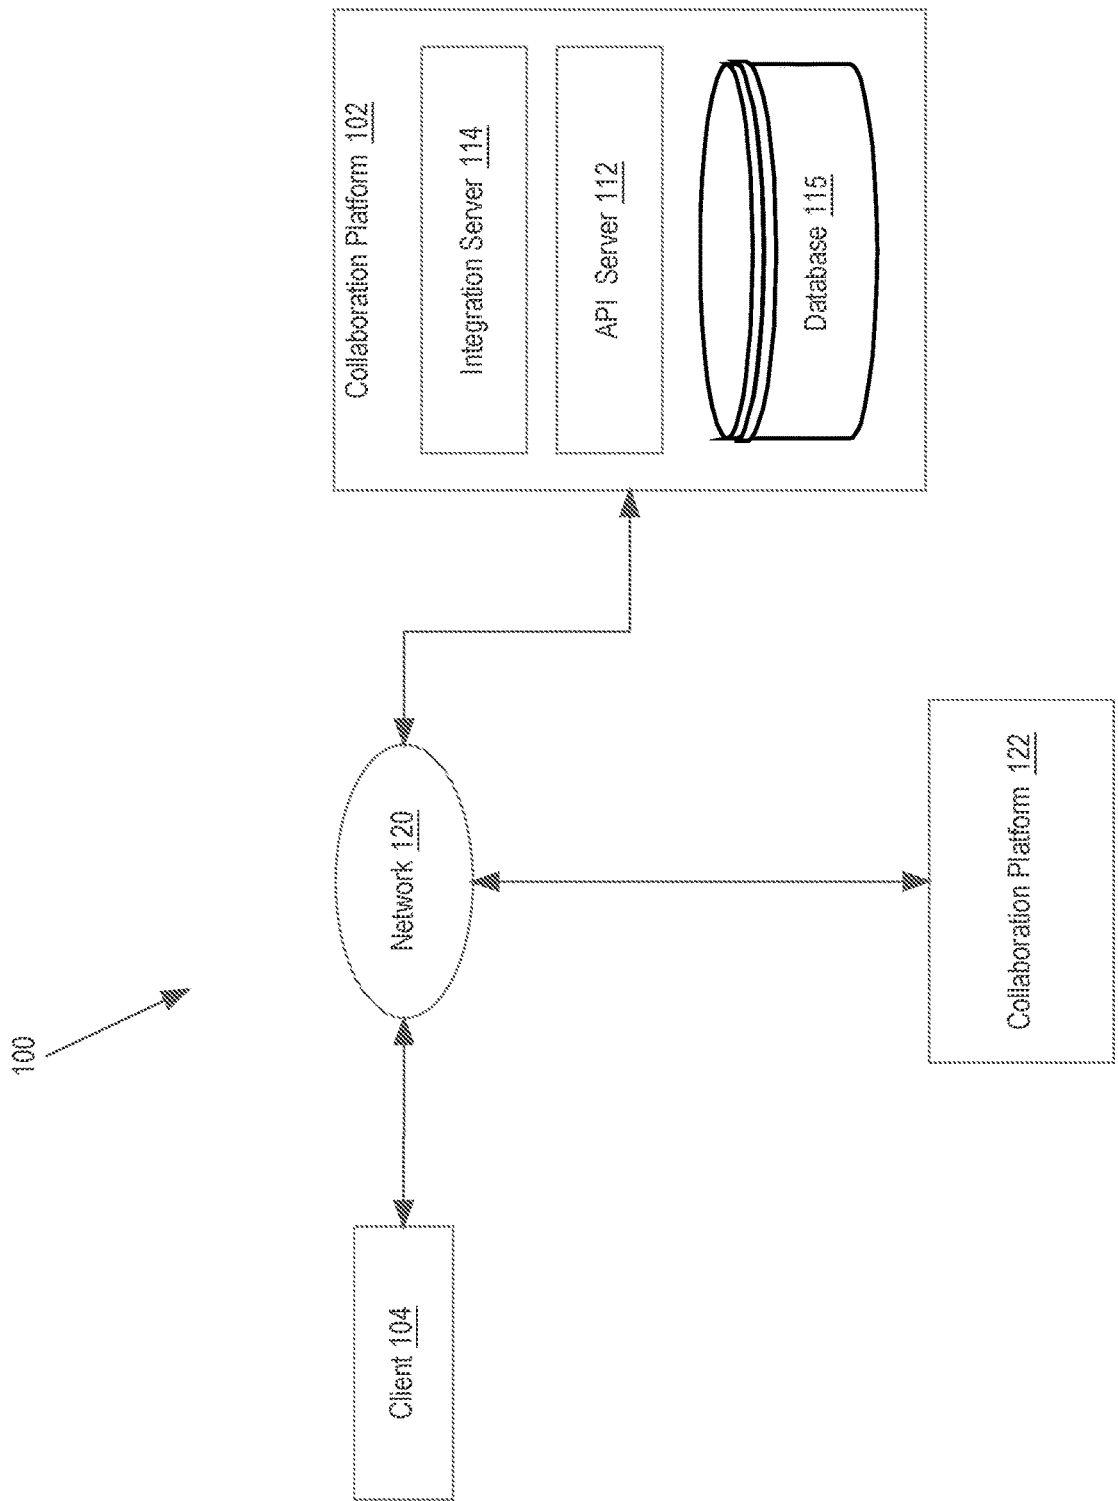 100
Client 104
Network 120
Collaboration Platform 102
Integration Server 114
API Server 112
Database 115
Collaboration Platform 122